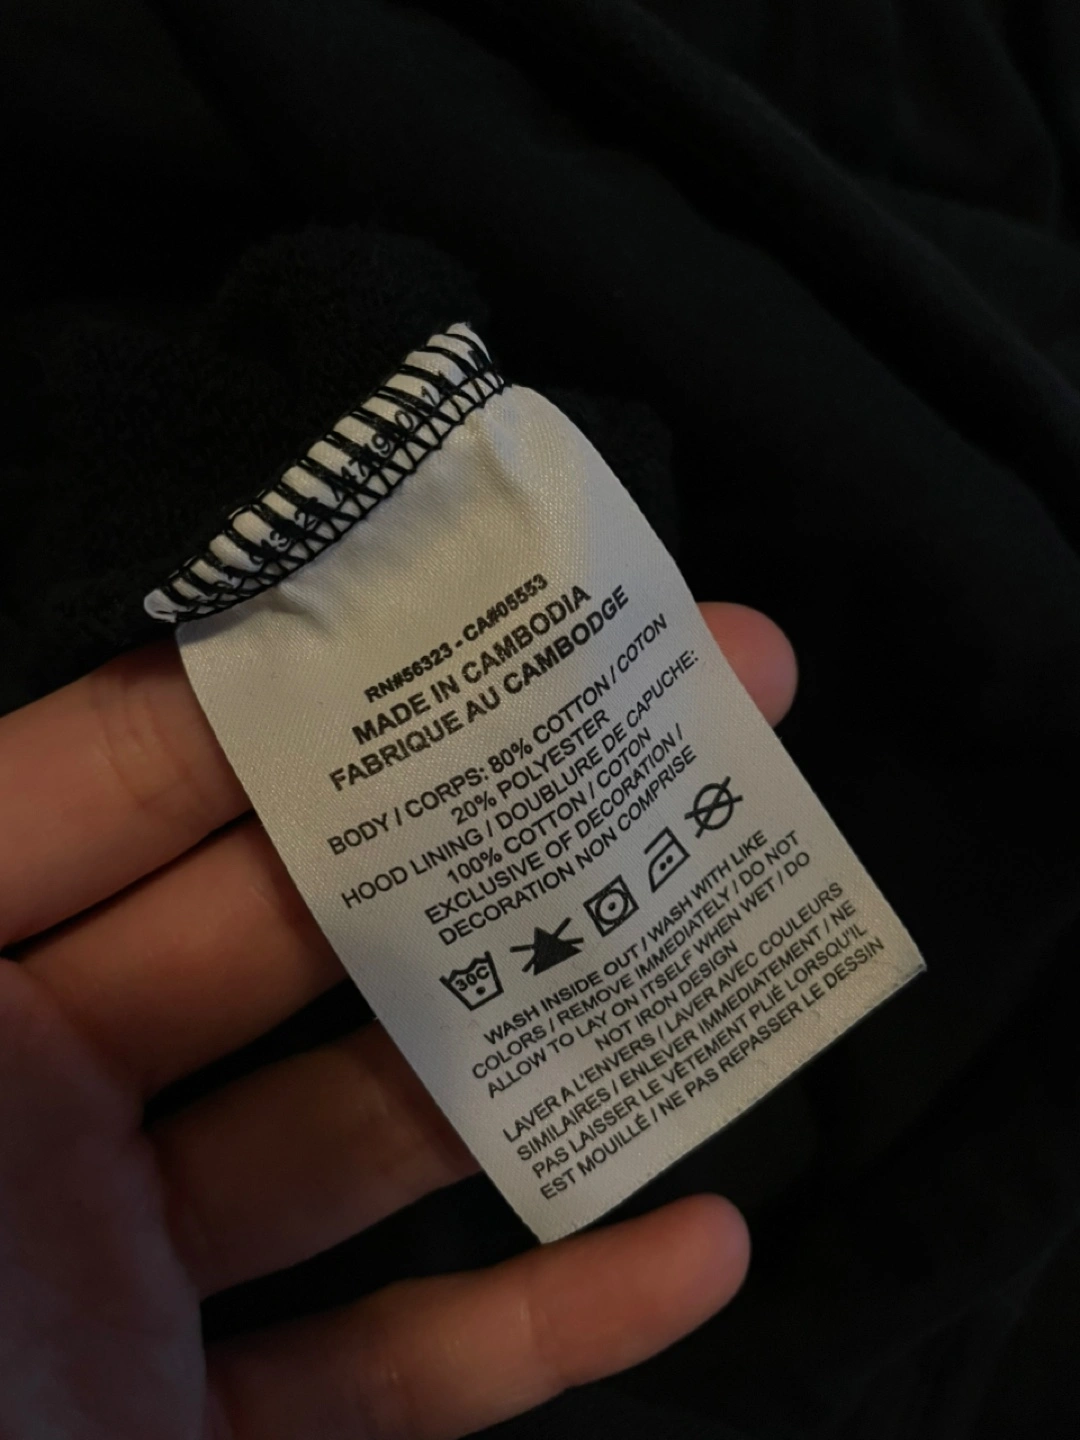 RN#56323 - CA#05553
MADE IN CAMBODIA
FABRIQUE AU CAMBODGE
BODY / CORPS: 80% COTTON / COTON
20% POLYESTER
HOOD LINING / DOUBLURE DE CAPUCHE:
100% COTTON / COTON
EXCLUSIVE OF DECORATION /
DECORATION NON COMPRISE
30C
WASH INSIDE OUT / WASH WITH LIKE
COLORS / REMOVE IMMEDIATELY / DO NOT
ALLOW TO LAY ON ITSELF WHEN WET / DO
NOT IRON DESIGN
LAVER A L'ENVERS / LAVER AVEC COULEURS
SIMILAIRES / ENLEVER IMMEDIATEMENT / NE
PAS LAISSER LE VÊTEMENT PLIÉ LORSQU'IL
EST MOUILLÉ / NE PAS REPASSER LE DESSIN